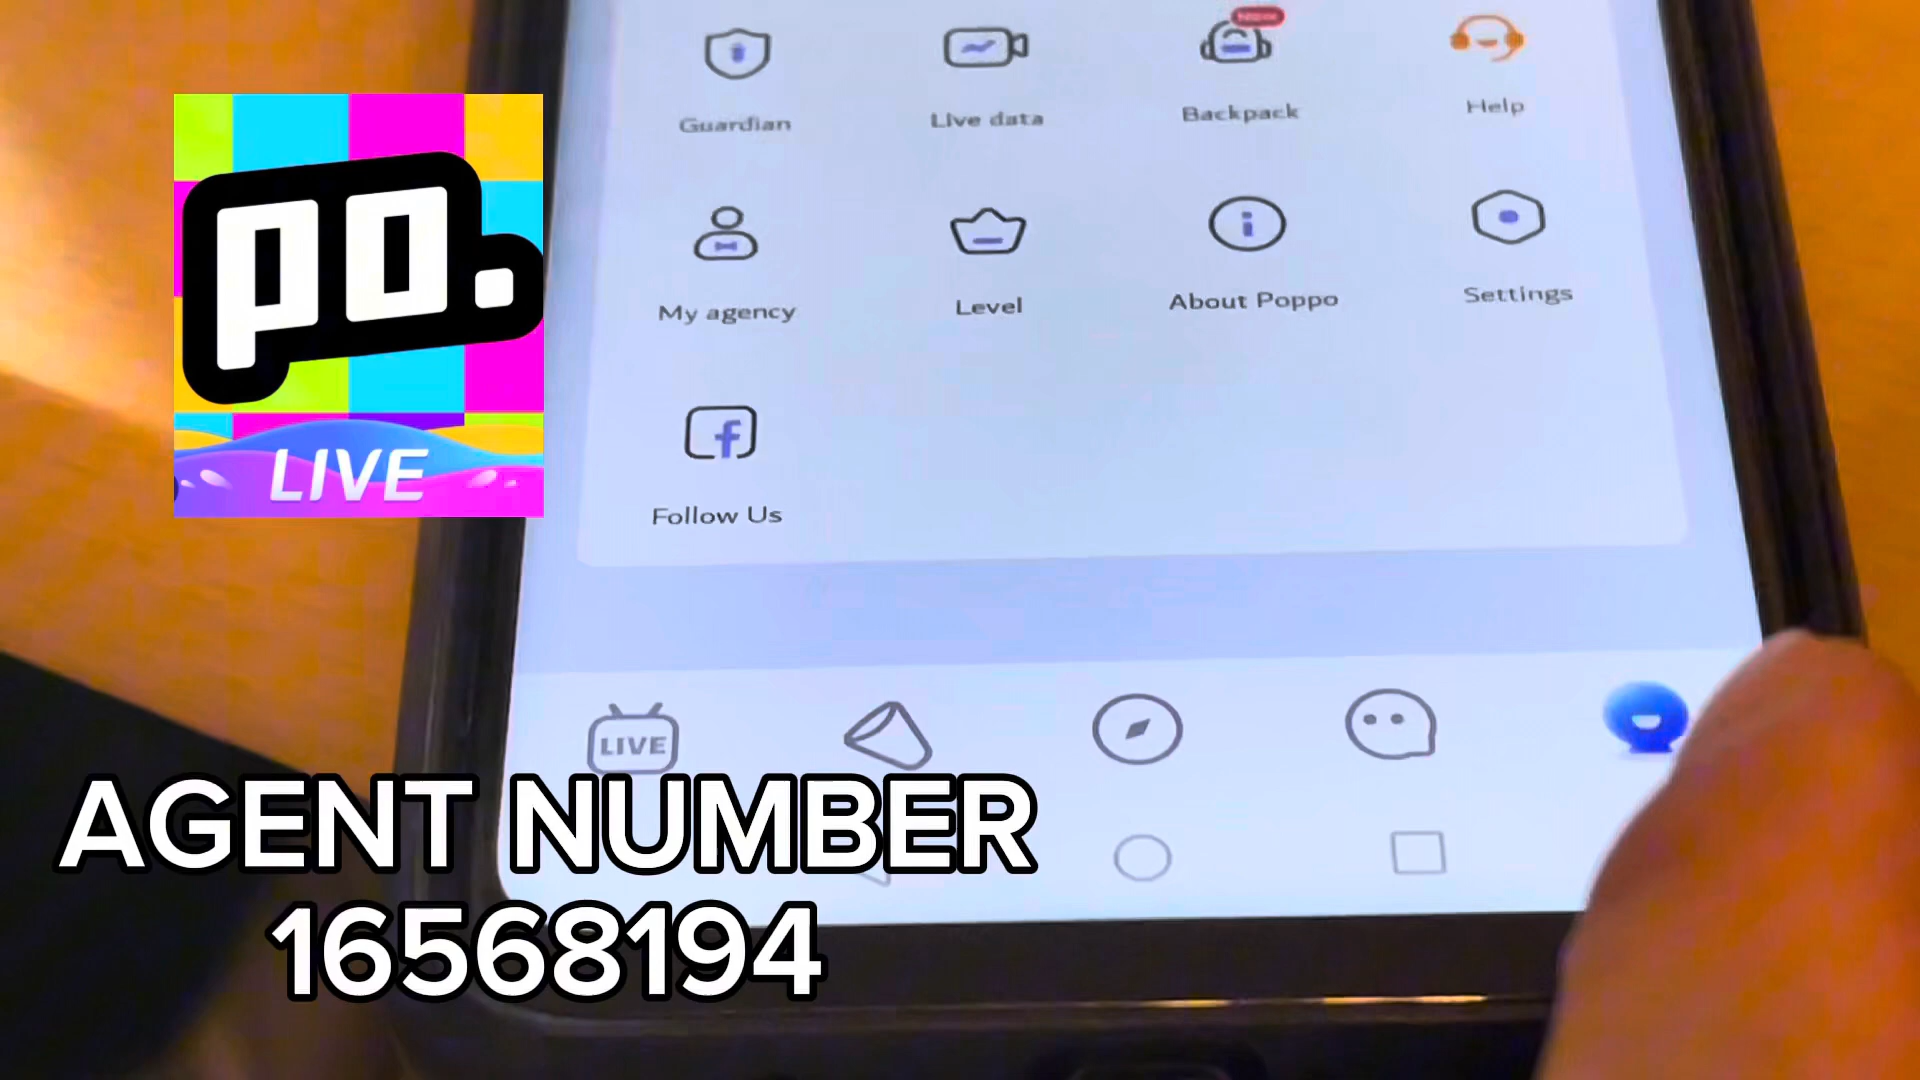 New
Guardian
Live data
Backpack
Help
po.
LIVE
My agency
Level
About Poppo
Settings
Follow Us
LIVE
AGENT NUMBER
16568194